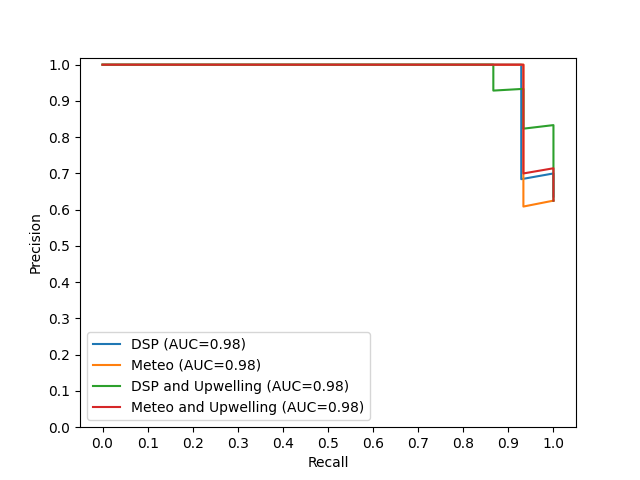 1.0
0.9
0.8
0.7
0.6
0.5
0.4
0.3
0.2
0.1
0.0
Precision
DSP (AUC=0.98)
Meteo (AUC=0.98)
DSP and Upwelling (AUC=0.98)
Meteo and Upwelling (AUC=0.98)
0.0 0.1 0.2 0.3 0.4 0.5 0.6 0.7 0.8 0.9 1.0
Recall